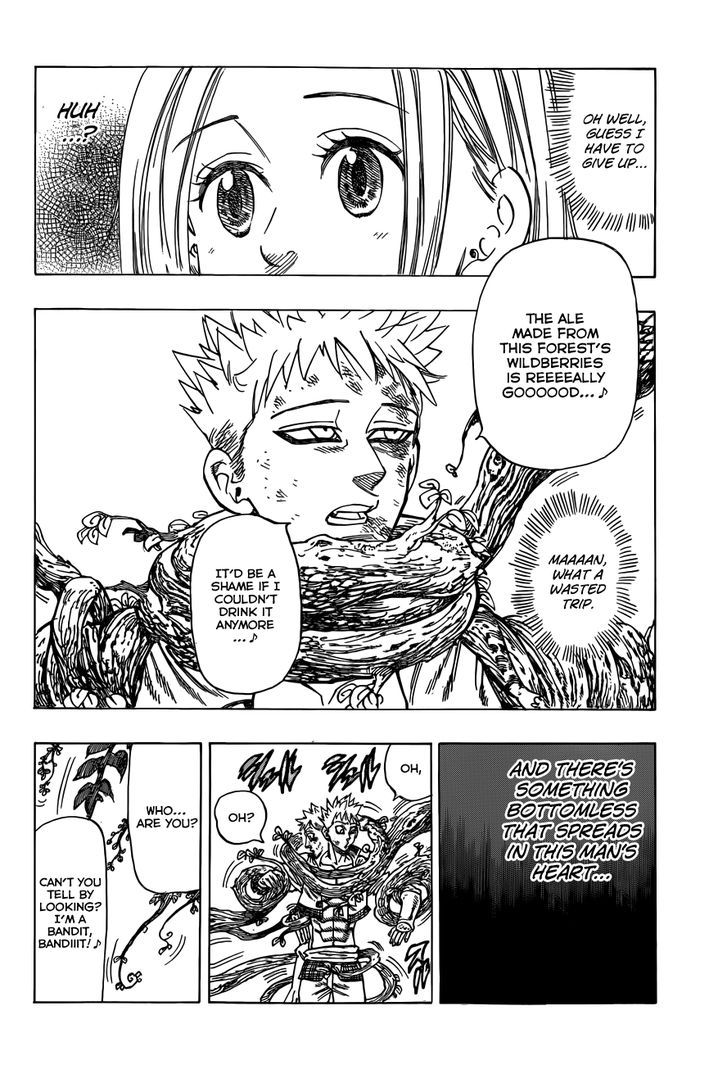 OH WELL,
GUESS I
HAVE TO
GIVE UP...
HUH
...?
THE ALE
MADE FROM
THIS FOREST'S
WILDBERRIES
IS REEEEALLY
GOOOOOD...♪
MAAAAN,
WHAT A
WASTED
TRIP.
IT'D BE A
SHAME IF I
COULDN'T
DRINK IT
ANYMORE
...♪
AND THERE'S
SOMETHING
BOTTOMLESS
THAT SPREADS
IN THIS MAN'S
HEART...
OH,
OH?
WHO...
ARE YOU?
CAN'T YOU
TELL BY
LOOKING?
I'M A
BANDIT,
BANDIIIT!♪